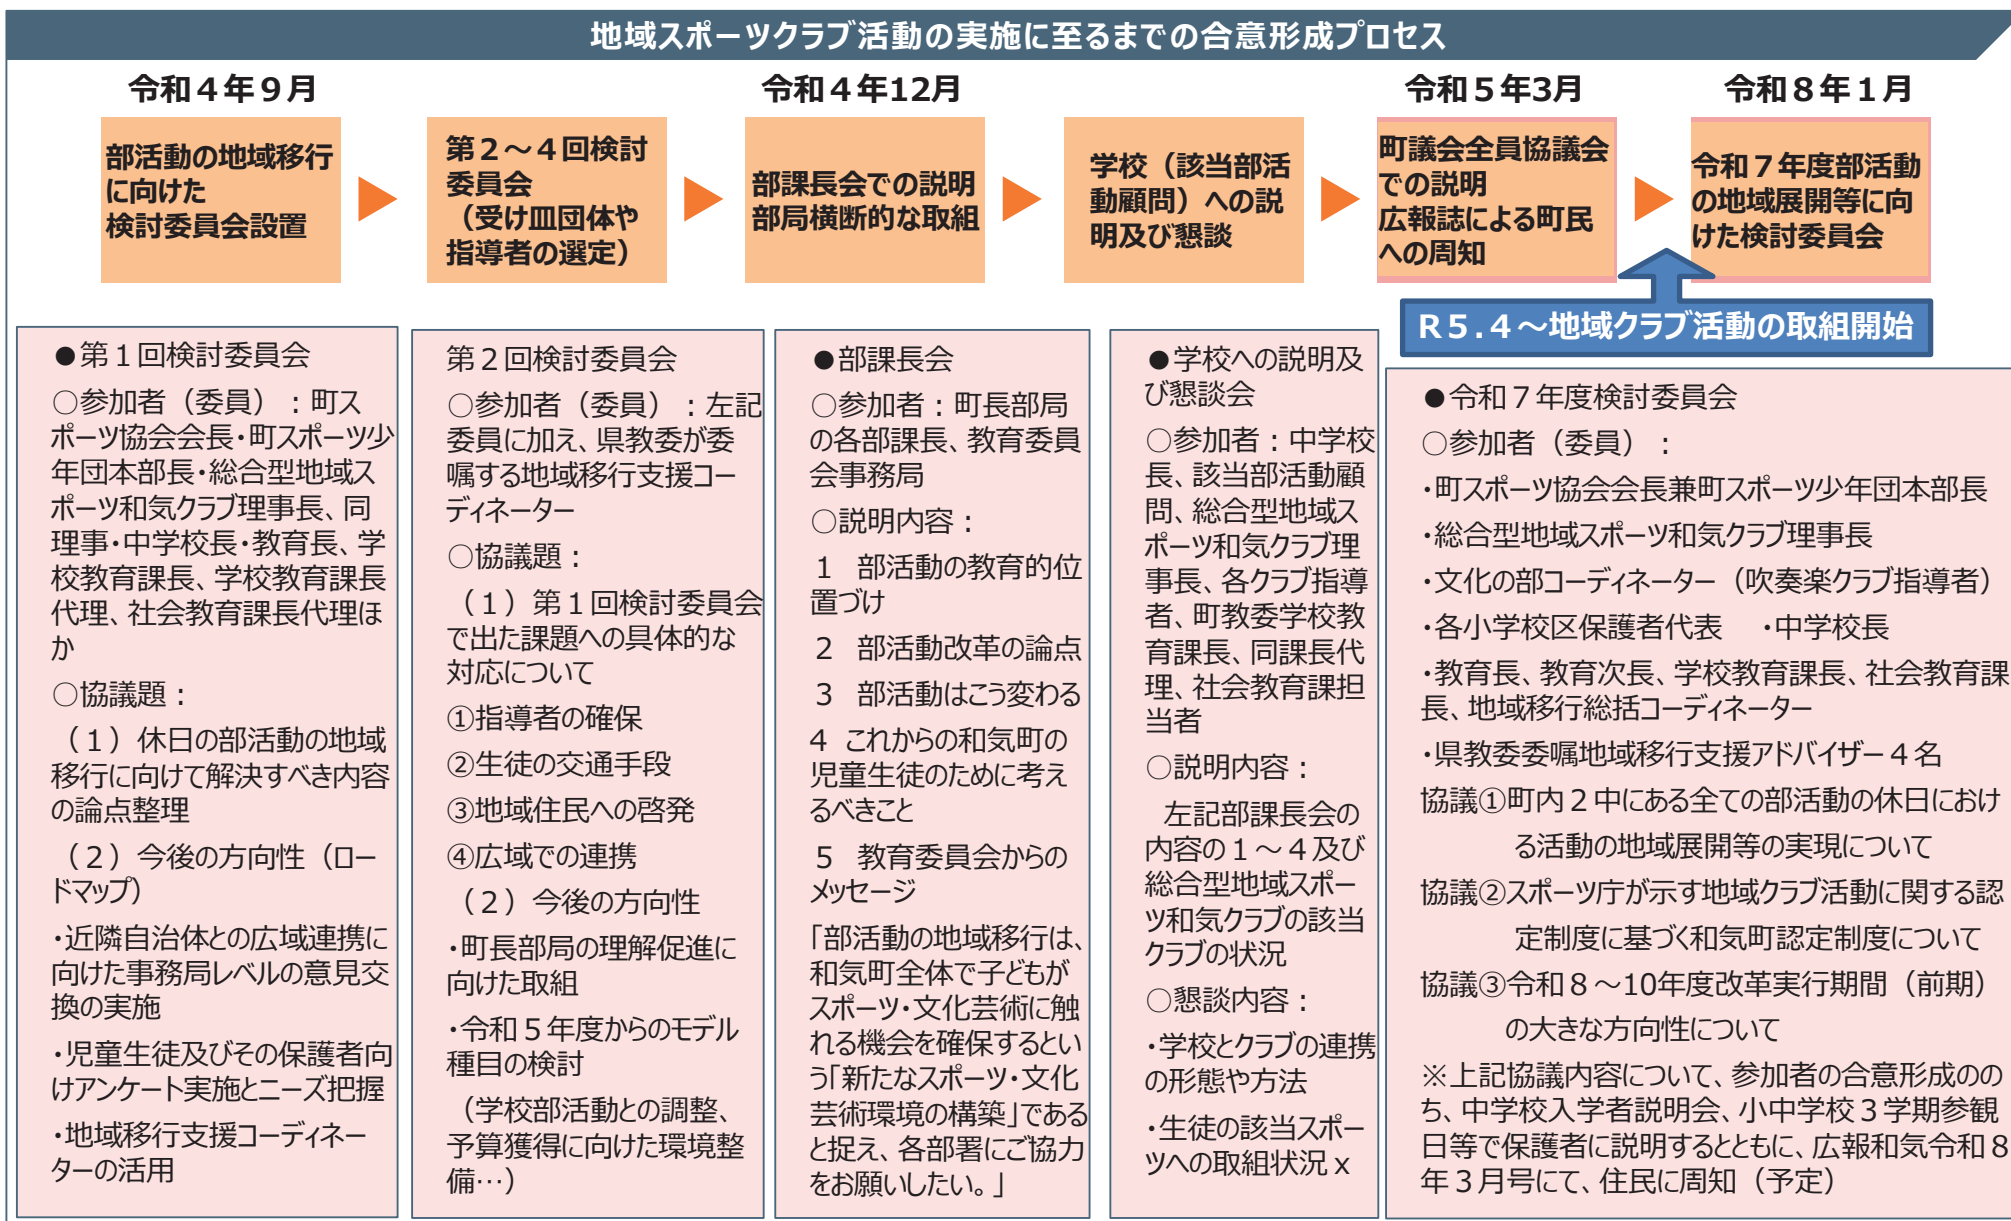 地域スポーツクラブ活動の実施に至るまでの合意形成プロセス
令和４年９月
令和４年12月
令和５年3月
令和８年１月
部活動の地域移行
に向けた
検討委員会設置
第２～４回検討
委員会
（受け皿団体や
指導者の選定）
部課長会での説明
部局横断的な取組
学校（該当部活
動顧問）への説
明及び懇談
町議会全員協議会
での説明
広報誌による町民
への周知
令和７年度部活動
の地域展開等に向
けた検討委員会
R５.４～地域クラブ活動の取組開始
●第１回検討委員会
○参加者（委員）：町ス
ポーツ協会会長・町スポーツ少
年団本部長・総合型地域ス
ポーツ和気クラブ理事長、同
理事・中学校長・教育長、学
校教育課長、学校教育課長
代理、社会教育課長代理ほ
か
○協議題：
（１）休日の部活動の地域
移行に向けて解決すべき内容
の論点整理
（２）今後の方向性（ロー
ドマップ）
・近隣自治体との広域連携に
向けた事務局レベルの意見交
換の実施
・児童生徒及びその保護者向
けアンケート実施とニーズ把握
・地域移行支援コーディネー
ターの活用
第２回検討委員会
○参加者（委員）：左記
委員に加え、県教委が委
嘱する地域移行支援コー
ディネーター
○協議題：
（１）第１回検討委員会
で出た課題への具体的な
対応について
①指導者の確保
②生徒の交通手段
③地域住民への啓発
④広域での連携
（２）今後の方向性
・町長部局の理解促進に
向けた取組
・令和５年度からのモデル
種目の検討
（学校部活動との調整、
予算獲得に向けた環境整
備…）
●部課長会
○参加者：町長部局
の各部課長、教育委員
会事務局
○説明内容：
１　部活動の教育的位
置づけ
２　部活動改革の論点
３　部活動はこう変わる
４ これからの和気町の
児童生徒のために考え
るべきこと
５　教育委員会からの
メッセージ
「部活動の地域移行は、
和気町全体で子どもが
スポーツ・文化芸術に触
れる機会を確保するとい
う「新たなスポーツ・文化
芸術環境の構築」である
と捉え、各部署にご協力
をお願いしたい。」
●学校への説明及
び懇談会
○参加者：中学校
長、該当部活動顧
問、総合型地域ス
ポーツ和気クラブ理
事長、各クラブ指導
者、町教委学校教
育課長、同課長代
理、社会教育課担
当者
○説明内容：
左記部課長会の
内容の１～４及び
総合型地域スポー
ツ和気クラブの該当
クラブの状況
○懇談内容：
・学校とクラブの連携
の形態や方法
・生徒の該当スポー
ツへの取組状況ｘ
●令和７年度検討委員会
○参加者（委員）：
・町スポーツ協会会長兼町スポーツ少年団本部長
・総合型地域スポーツ和気クラブ理事長
・文化の部コーディネーター（吹奏楽クラブ指導者）
・各小学校区保護者代表　・中学校長
・教育長、教育次長、学校教育課長、社会教育課
長、地域移行総括コーディネーター
・県教委委嘱地域移行支援アドバイザー４名
協議①町内２中にある全ての部活動の休日におけ
る活動の地域展開等の実現について
協議②スポーツ庁が示す地域クラブ活動に関する認
定制度に基づく和気町認定制度について
協議③令和８～10年度改革実行期間（前期）
の大きな方向性について
※上記協議内容について、参加者の合意形成のの
ち、中学校入学者説明会、小中学校３学期参観
日等で保護者に説明するとともに、広報和気令和８
年３月号にて、住民に周知（予定）